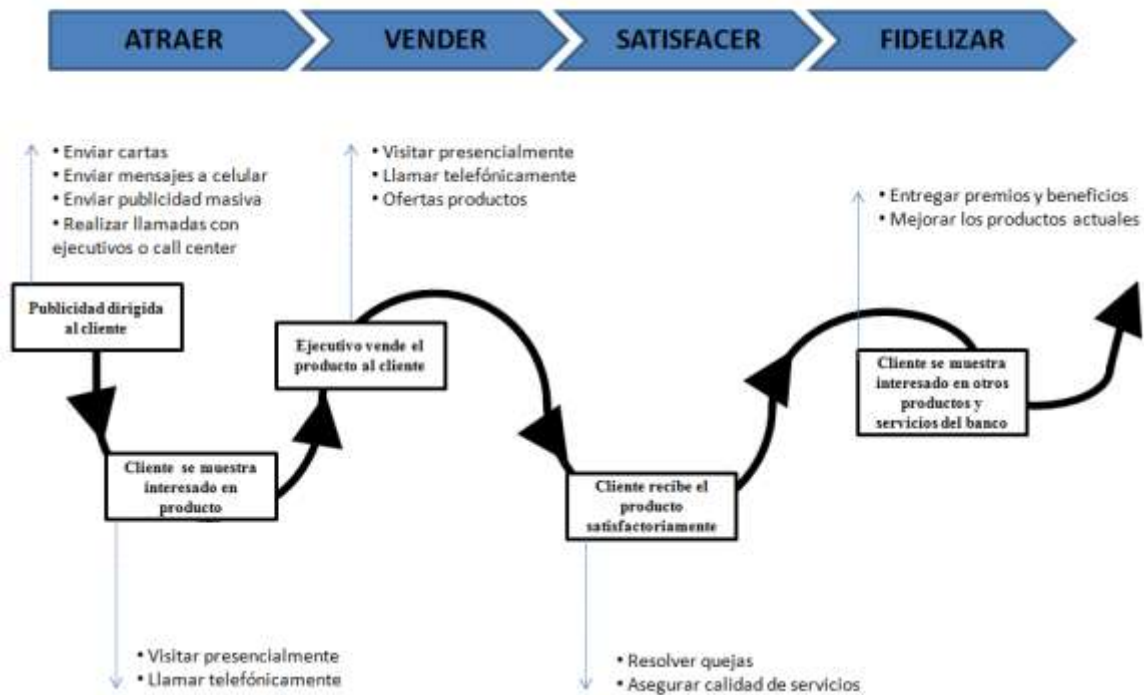 ATRAER
VENDER
SATISFACER
FIDELIZAR
• Enviar cartas
• Enviar mensajes a celular
• Enviar publicidad masiva
• Realizar llamadas con
ejecutivos o call center
• Visitar presencialmente
• Llamar telefónicamente
• Ofertas productos
• Entregar premios y beneficios
• Mejorar los productos actuales
Publicidad dirigida
al cliente
Ejecutivo vende el
producto al cliente
Cliente se muestra
interesado en otros
productos y
servicios del banco
Cliente se muestra
interesado en
producto
Cliente recibe el
producto
satisfactoriamente
• Visitar presencialmente
• Llamar telefónicamente
• Resolver quejas
• Asegurar calidad de servicios